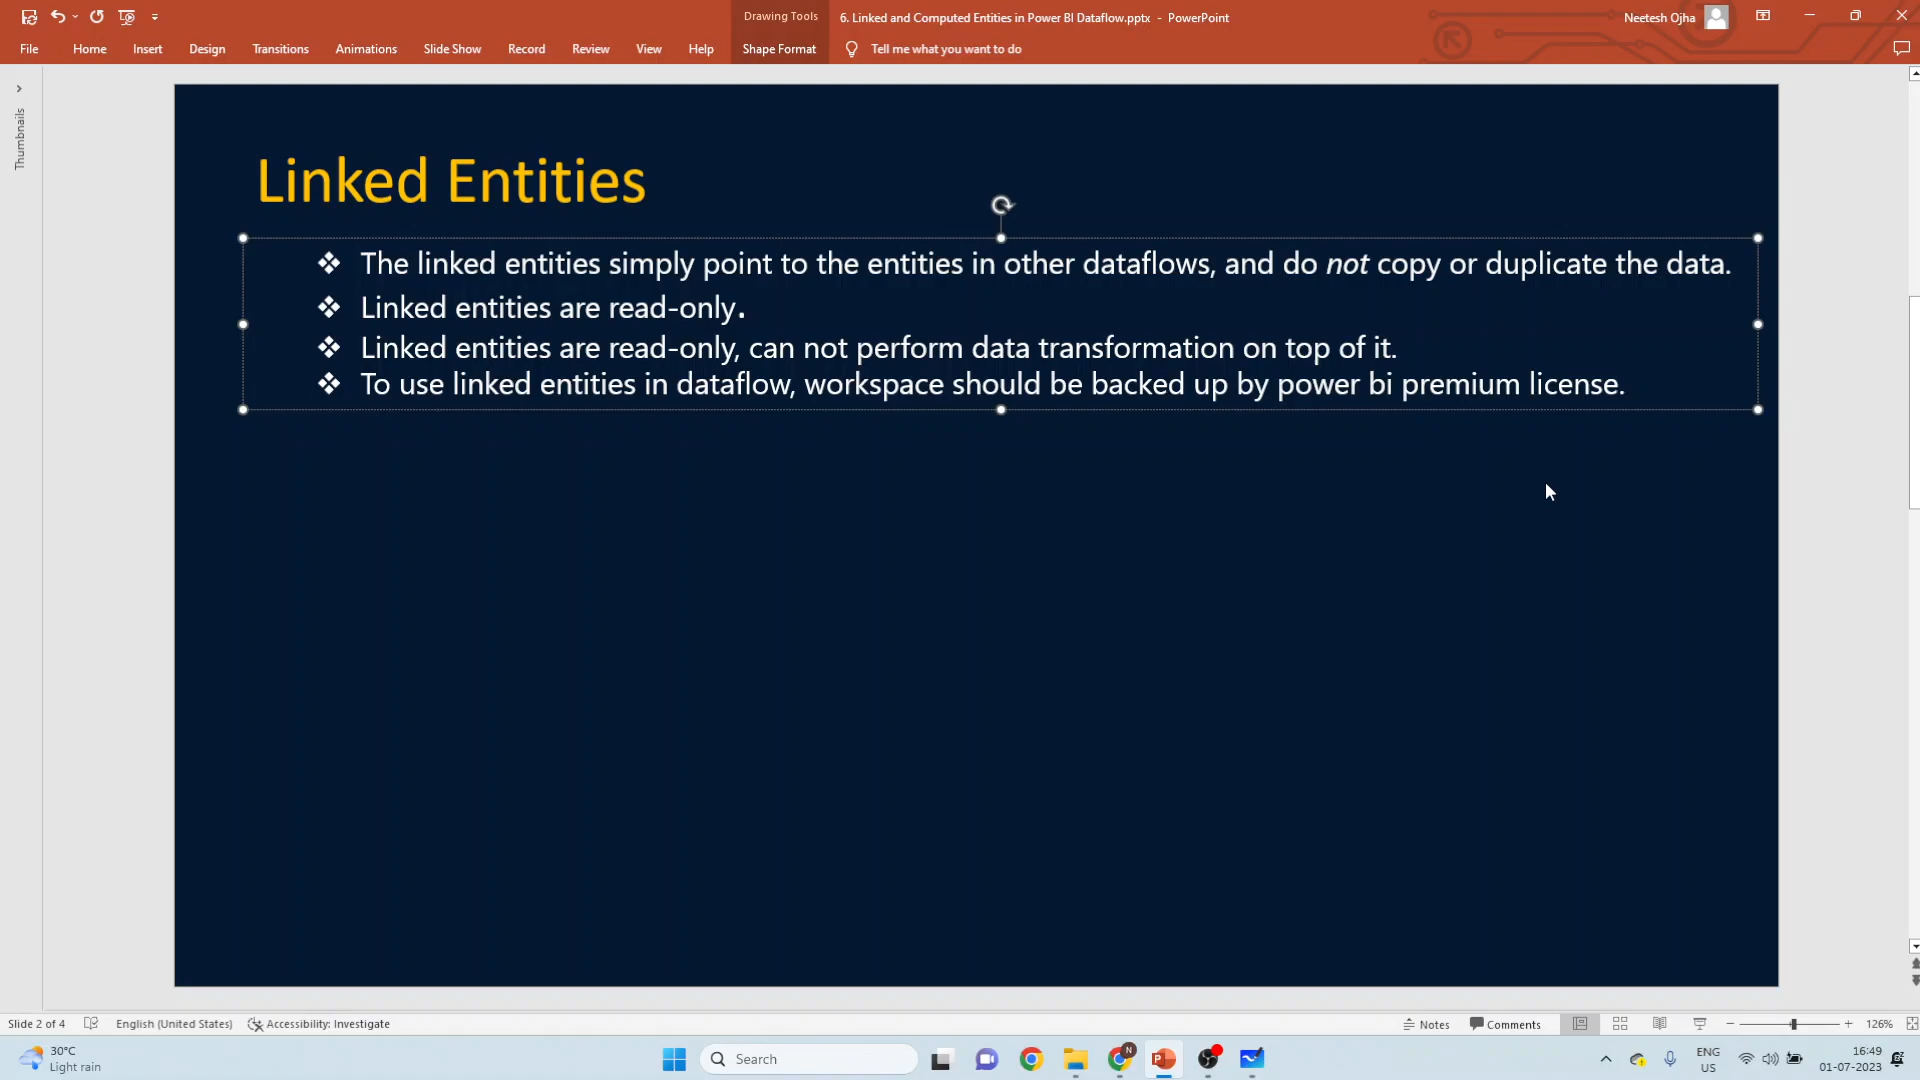 Drawing Tools
6. Linked and Computed Entities in Power BI Dataflow.pptx - PowerPoint
Neetesh Ojha
File Home Insert Design Transitions Animations Slide Show Record Review View Help Shape Format Tell me what you want to do
Thumbnails
Linked Entities
❖ The linked entities simply point to the entities in other dataflows, and do not copy or duplicate the data.
❖ Linked entities are read-only.
❖ Linked entities are read-only, can not perform data transformation on top of it.
❖ To use linked entities in dataflow, workspace should be backed up by power bi premium license.
Slide 2 of 4 English (United States) Accessibility: Investigate Notes Comments 126%
30°C
Light rain
Search
N
ENG
US
16:49
01-07-2023